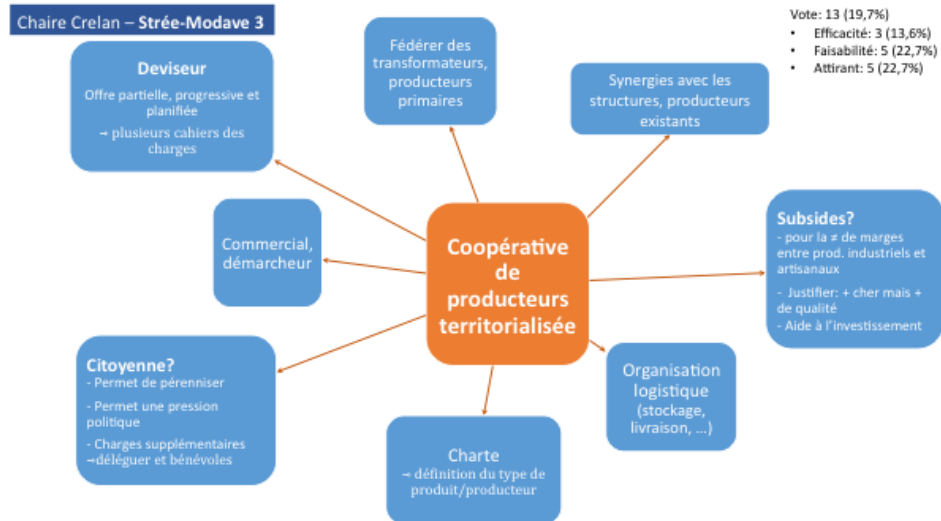 Chaire Crelan – Strée-Modave 3
Vote: 13 (19,7%)
• Efficacité: 3 (13,6%)
• Faisabilité: 5 (22,7%)
• Attirant: 5 (22,7%)
Deviseur
Offre partielle, progressive et
planifiée
→ plusieurs cahiers des
charges
Fédérer des
transformateurs,
producteurs
primaires
Synergies avec les
structures, producteurs
existants
Commercial,
démarcheur
Coopérative
de
producteurs
territorialisée
Subsides?
- pour la ≠ de marges
entre prod. industriels et
artisanaux
- Justifier: + cher mais +
de qualité
- Aide à l’investissement
Citoyenne?
- Permet de pérenniser
- Permet une pression
politique
- Charges supplémentaires
→déléguer et bénévoles
Organisation
logistique
(stockage,
livraison, ...)
Charte
→ définition du type de
produit/producteur